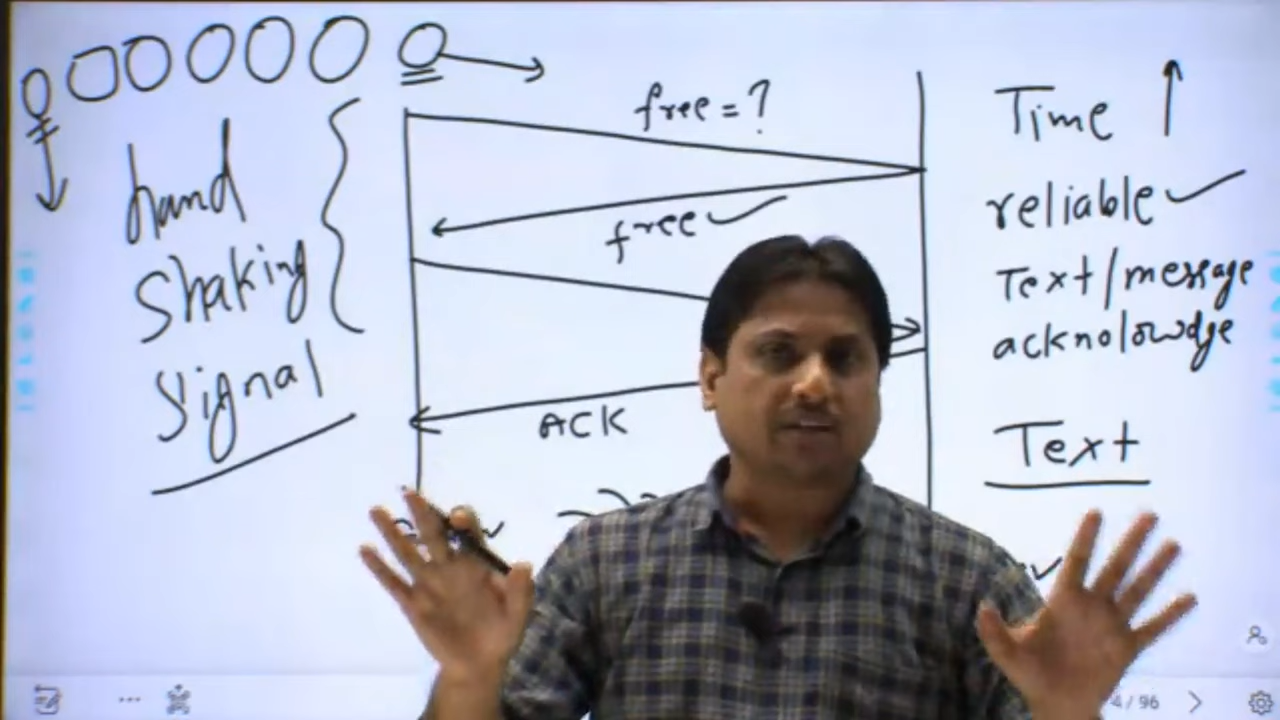 free = ?
free
hand
Shaking
Signal
ACK
Time
reliable
Text/message
acknolowdge
Text
4 / 96